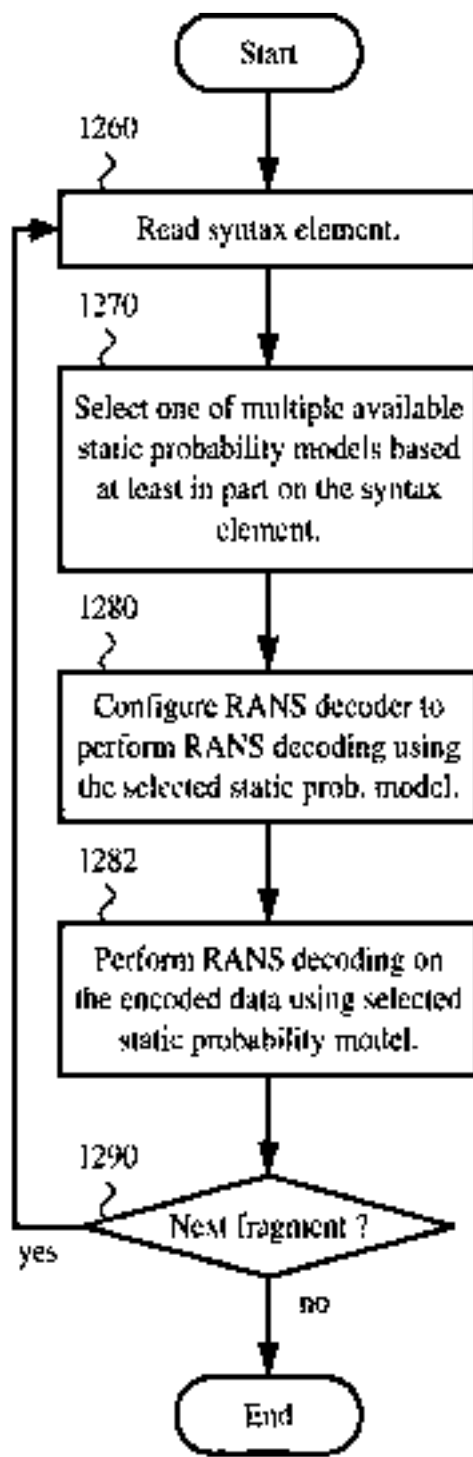 Start
1260
Read syntax element.
1270
Select one of multiple available
static probability models based
at least in part on the syntax
element.
1280
Configure RANS decoder to
perform RANS decoding using
the selected static prob. model.
1282
Perform RANS decoding on
the encoded data using selected
static probability model.
1290
Next fragment ?
yes
no
End